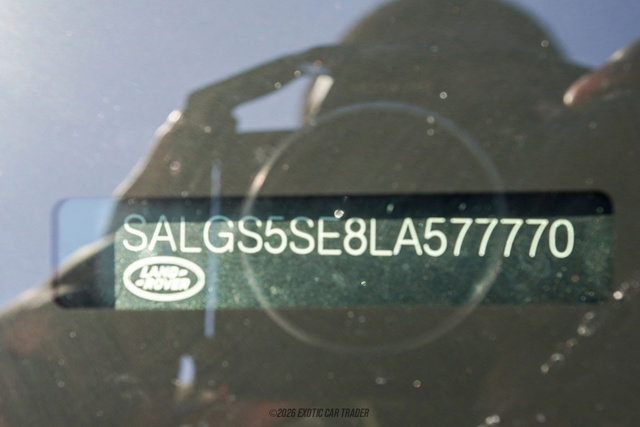 SALGS5SE8LA577770
LAND-
-ROVER
©2026 EXOTIC CAR TRADER